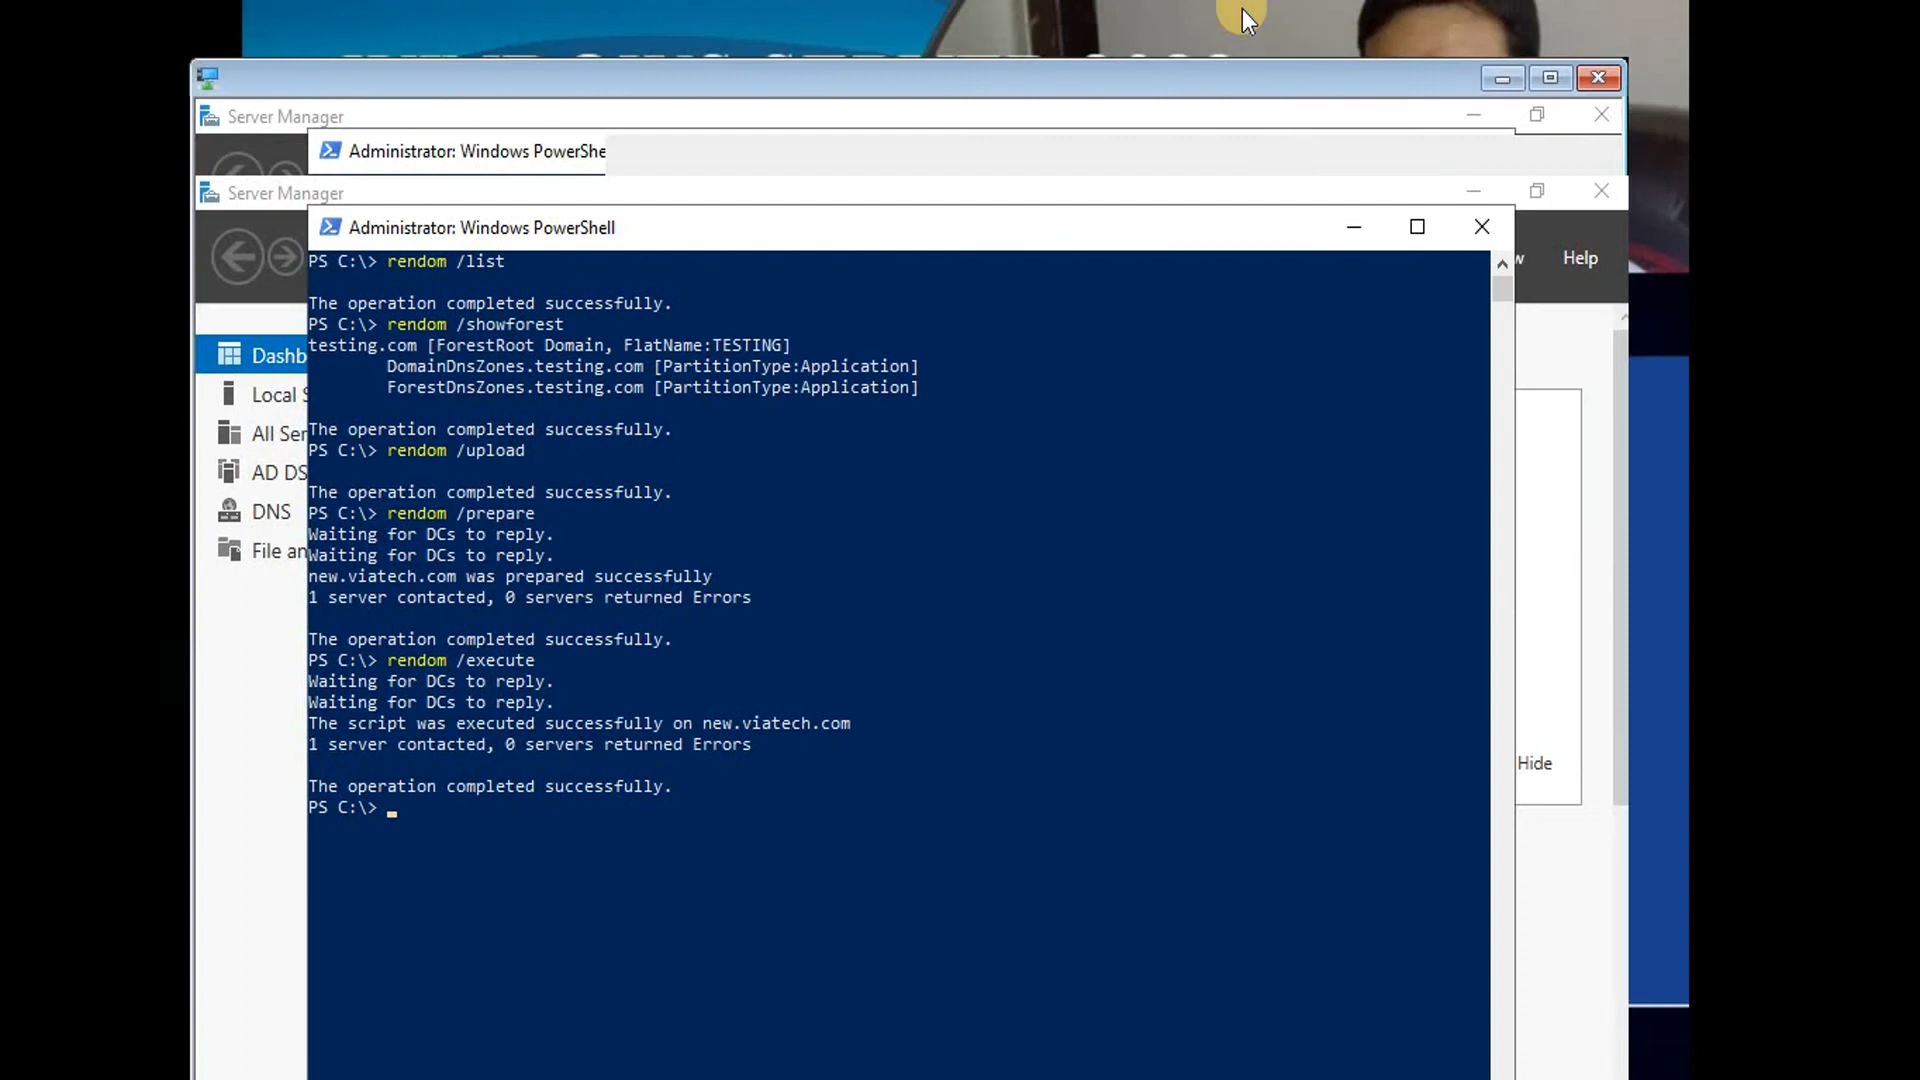 Server Manager
Administrator: Windows PowerShe
Server Manager
Administrator: Windows PowerShell
Help
PS C:\> rendom /list
The operation completed successfully.
PS C:\> rendom /showforest
testing.com [ForestRoot Domain, FlatName:TESTING]
DomainDnsZones.testing.com [PartitionType:Application]
ForestDnsZones.testing.com [PartitionType:Application]
The operation completed successfully.
PS C:\> rendom /upload
The operation completed successfully.
PS C:\> rendom /prepare
Waiting for DCs to reply.
Waiting for DCs to reply.
new.viatech.com was prepared successfully
1 server contacted, 0 servers returned Errors
The operation completed successfully.
PS C:\> rendom /execute
Waiting for DCs to reply.
Waiting for DCs to reply.
The script was executed successfully on new.viatech.com
1 server contacted, 0 servers returned Errors
The operation completed successfully.
PS C:\>
Dashb
Local S
All Ser
AD DS
DNS
File an
Hide